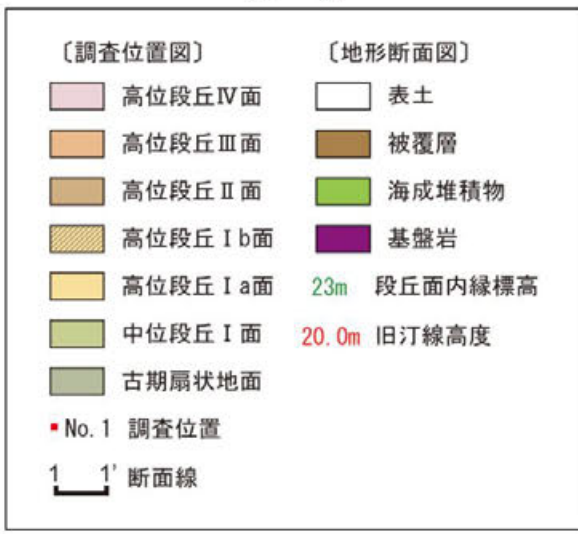 〔調査位置図〕
高位段丘Ⅳ面
高位段丘Ⅲ面
高位段丘Ⅱ面
高位段丘Ⅰb面
高位段丘Ⅰa面
中位段丘Ⅰ面
古期扇状地面
No.1 調査位置
1 1' 断面線
〔地形断面図〕
表土
被覆層
海成堆積物
基盤岩
23m 段丘面内縁標高
20.0m 旧汀線高度